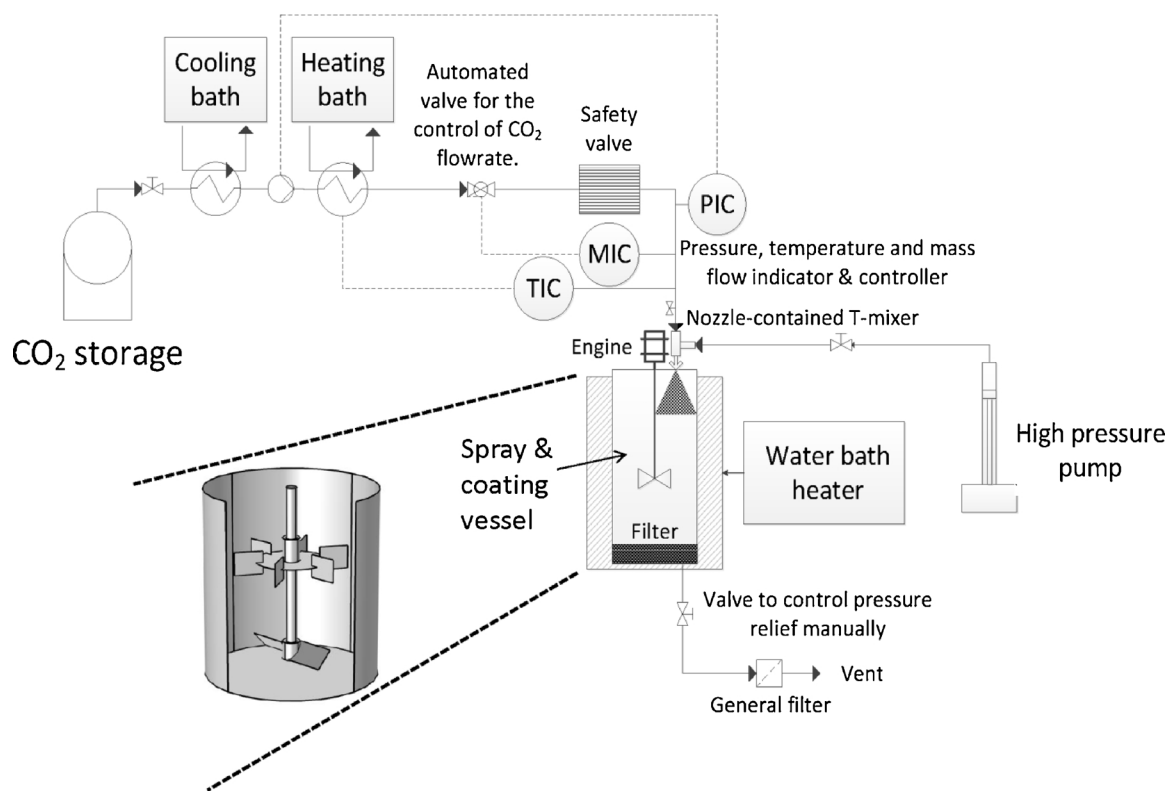 Cooling
bath
Heating
bath
Automated
valve for the
control of CO₂
flowrate.
Safety
valve
PIC
MIC
TIC
Pressure, temperature and mass
flow indicator & controller
CO₂ storage
Nozzle-contained T-mixer
Engine
High pressure
pump
Spray &
coating
vessel
Water bath
heater
Filter
Valve to control pressure
relief manually
Vent
General filter